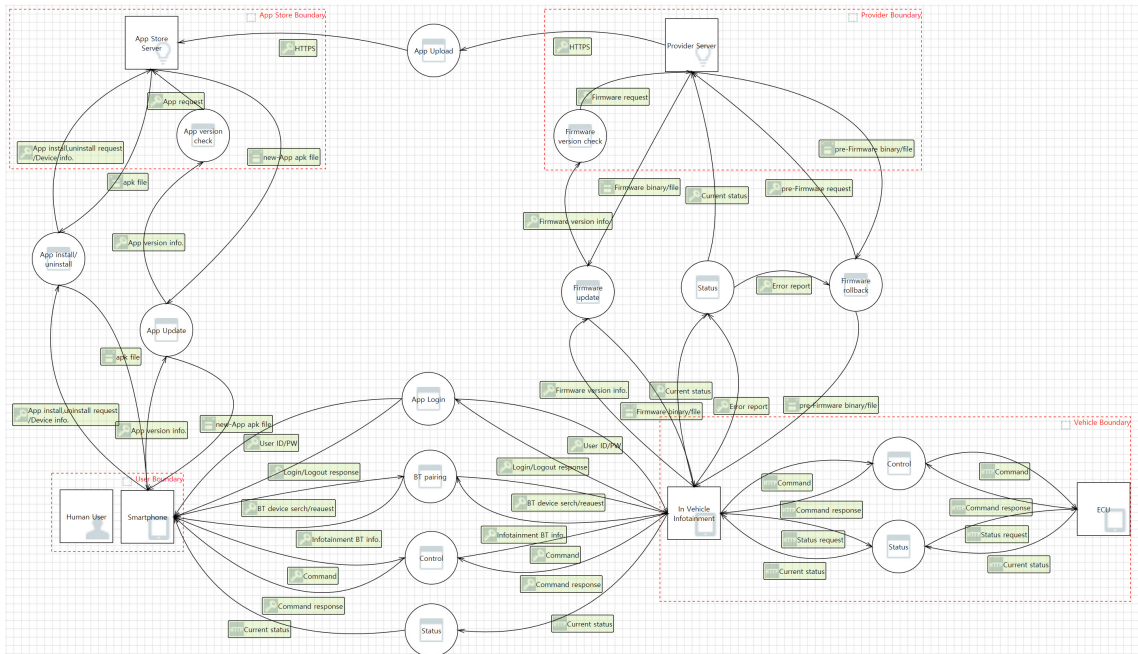 App Store Boundary
Provider Boundary
App Store
Server
HTTPS
App Upload
HTTPS
Provider Server
App request
Firmware request
App version
check
Firmware
version check
App install,uninstall request
/Device info.
new-App apk file
pre-Firmware binary/file
apk file
Firmware binary/file
Current status
pre-Firmware request
Firmware version info.
App version info.
App install/
uninstall
Firmware
update
Status
Error report
Firmware
rollback
App Update
apk file
Firmware version info.
Current status
App Login
App install,uninstall request
/Device info.
App version info.
new-App apk file
Firmware binary/file
Error report
pre-Firmware binary/file
Vehicle Boundary
User ID/PW
User ID/PW
Login/Logout response
Login/Logout response
BT pairing
Control
Command
Command
User Boundary
Human User
Smartphone
BT device serch/reauest
BT device serch/reauest
In Vehicle
Infotainment
Command response
Command response
ECU
Infotainment BT info.
Infotainment BT info.
Status request
Status request
Control
Command
Status
Command
Command response
Current status
Current status
Command response
Current status
Status
Current status